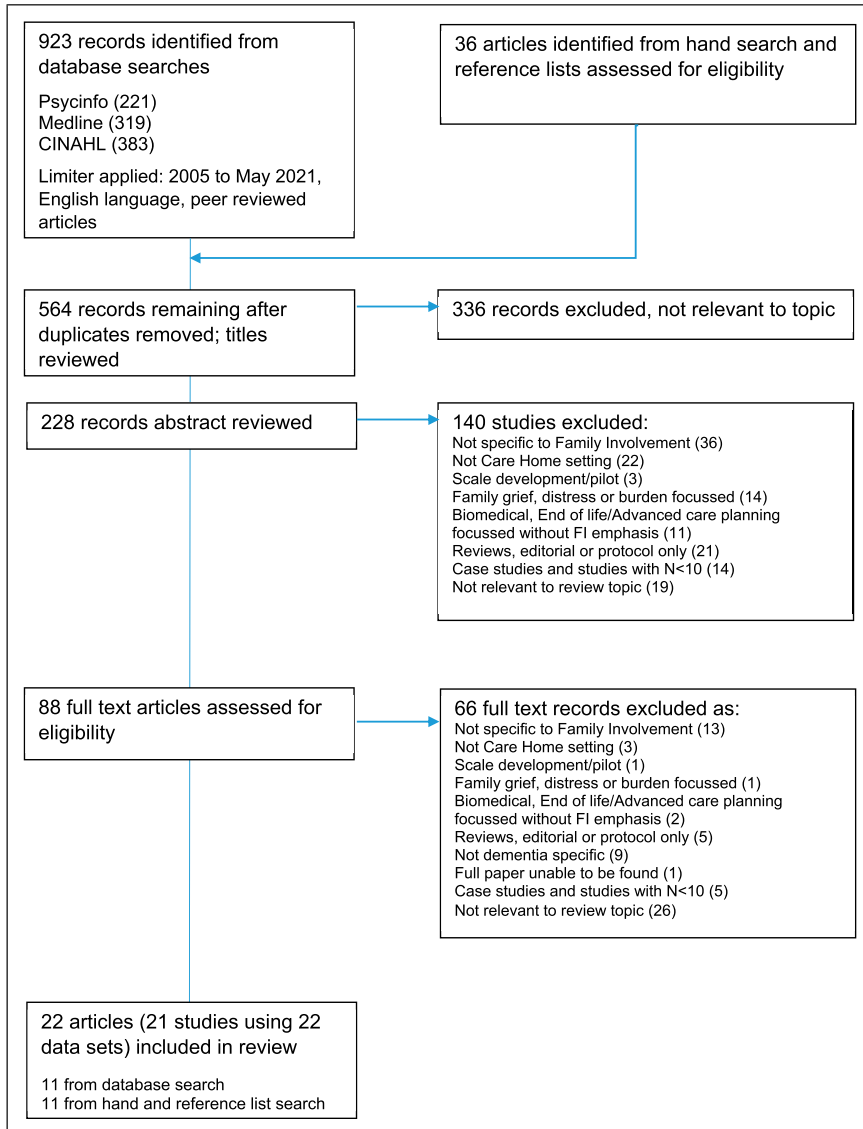 923 records identified from
database searches
Psycinfo (221)
Medline (319)
CINAHL (383)
Limiter applied: 2005 to May 2021,
English language, peer reviewed
articles
36 articles identified from hand search and
reference lists assessed for eligibility
564 records remaining after
duplicates removed; titles
reviewed
336 records excluded, not relevant to topic
228 records abstract reviewed
140 studies excluded:
Not specific to Family Involvement (36)
Not Care Home setting (22)
Scale development/pilot (3)
Family grief, distress or burden focussed (14)
Biomedical, End of life/Advanced care planning
focussed without FI emphasis (11)
Reviews, editorial or protocol only (21)
Case studies and studies with N<10 (14)
Not relevant to review topic (19)
88 full text articles assessed for
eligibility
66 full text records excluded as:
Not specific to Family Involvement (13)
Not Care Home setting (3)
Scale development/pilot (1)
Family grief, distress or burden focussed (1)
Biomedical, End of life/Advanced care planning
focussed without FI emphasis (2)
Reviews, editorial or protocol only (5)
Not dementia specific (9)
Full paper unable to be found (1)
Case studies and studies with N<10 (5)
Not relevant to review topic (26)
22 articles (21 studies using 22
data sets) included in review
11 from database search
11 from hand and reference list search